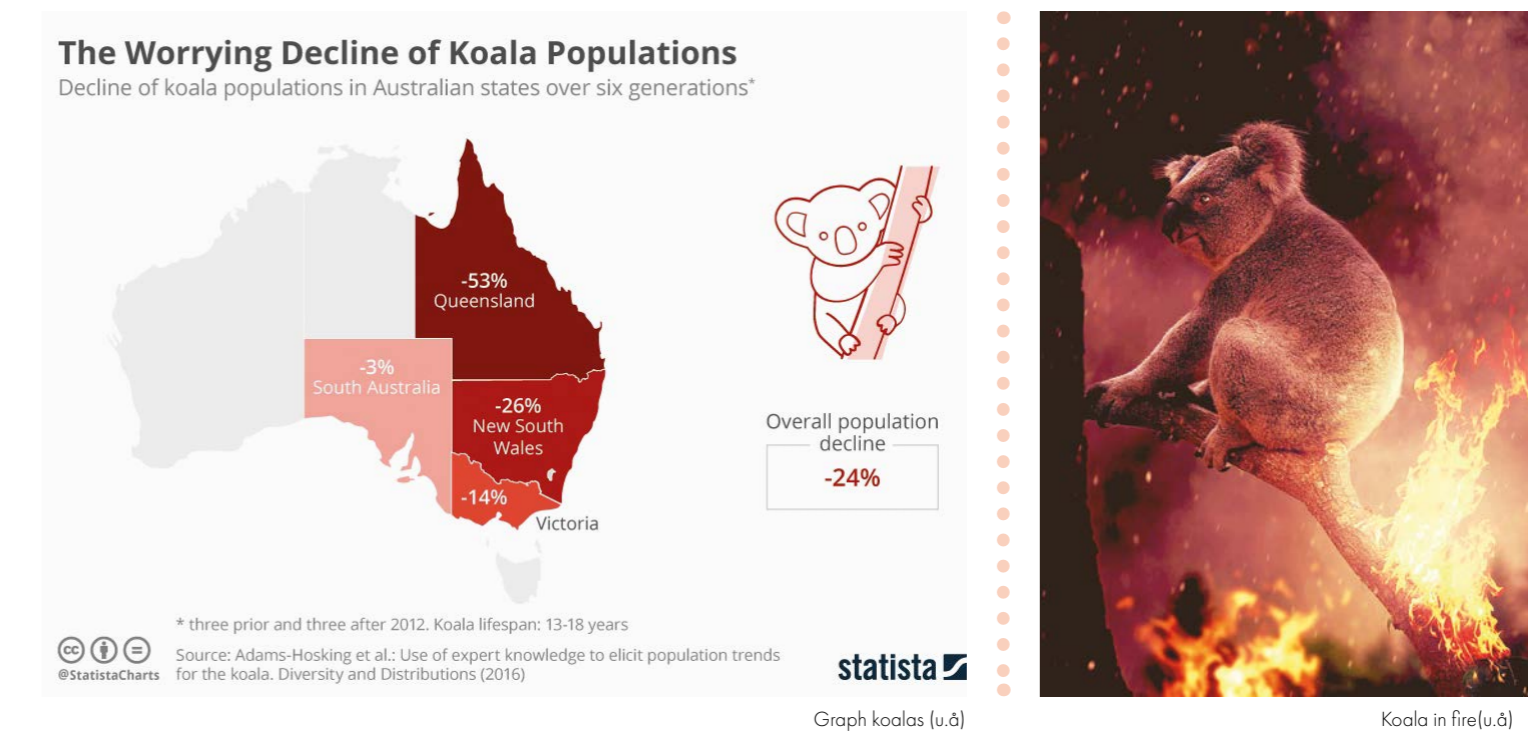 The Worrying Decline of Koala Populations
Decline of koala populations in Australian states over six generations*
-53%
Queensland
-3%
South Australia
-26%
New South
Wales
-14%
Victoria
Overall population
decline
-24%
* three prior and three after 2012. Koala lifespan: 13-18 years
cc
@StatistaCharts
Source: Adams-Hosking et al.: Use of expert knowledge to elicit population trends
for the koala. Diversity and Distributions (2016)
statista
Graph koalas (u.å)
Koala in fire(u.å)